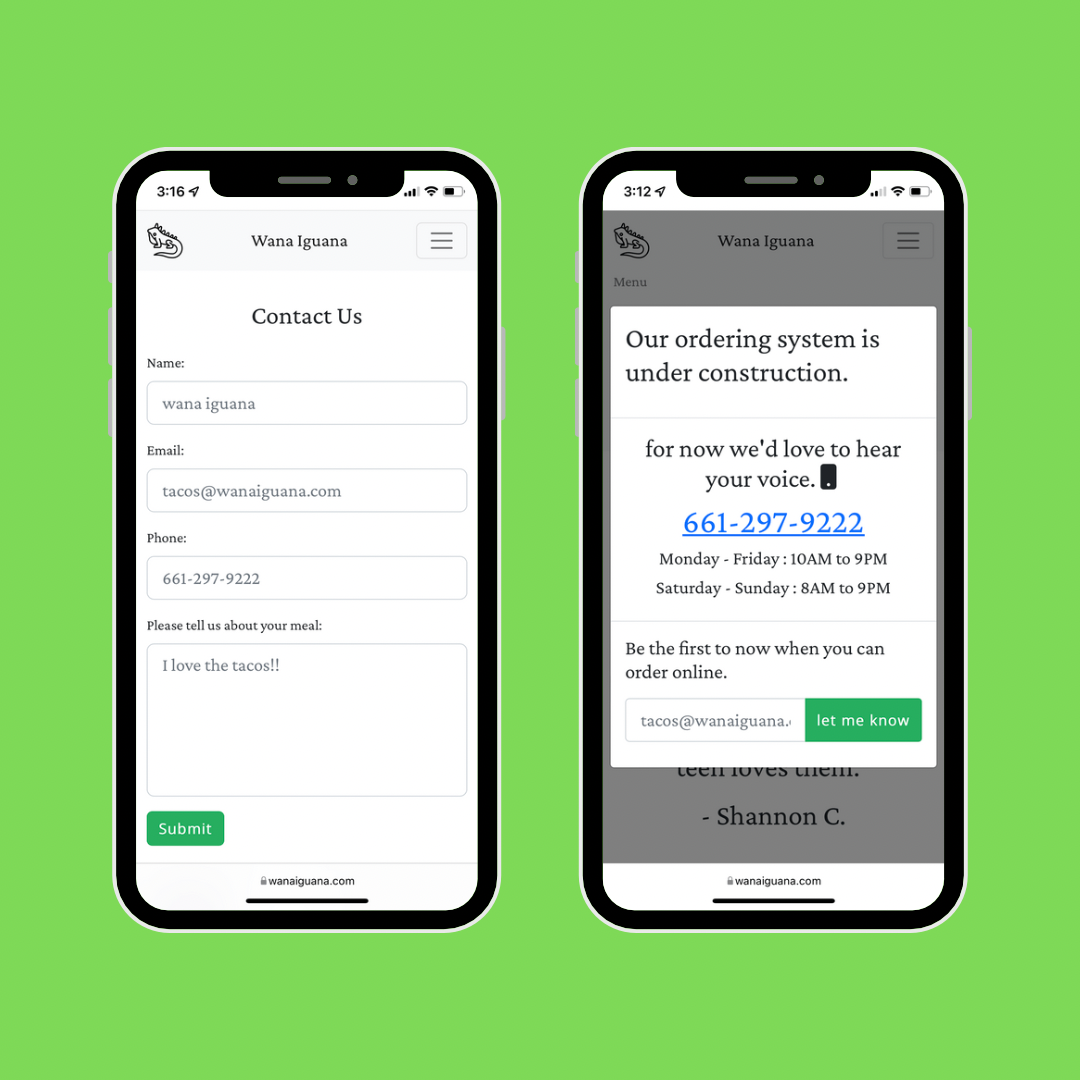 3:16
Wana Iguana
Contact Us
Name:
wana iguana
Email:
tacos@wanaiguana.com
Phone:
661-297-9222
Please tell us about your meal:
I love the tacos!!
Submit
wanaiguana.com
3:12
Wana Iguana
Menu
Our ordering system is
under construction.
for now we'd love to hear
your voice.
661-297-9222
Monday - Friday : 10AM to 9PM
Saturday - Sunday : 8AM to 9PM
Be the first to now when you can
order online.
tacos@wanaiguana.
let me know
teen loves them.
- Shannon C.
wanaiguana.com